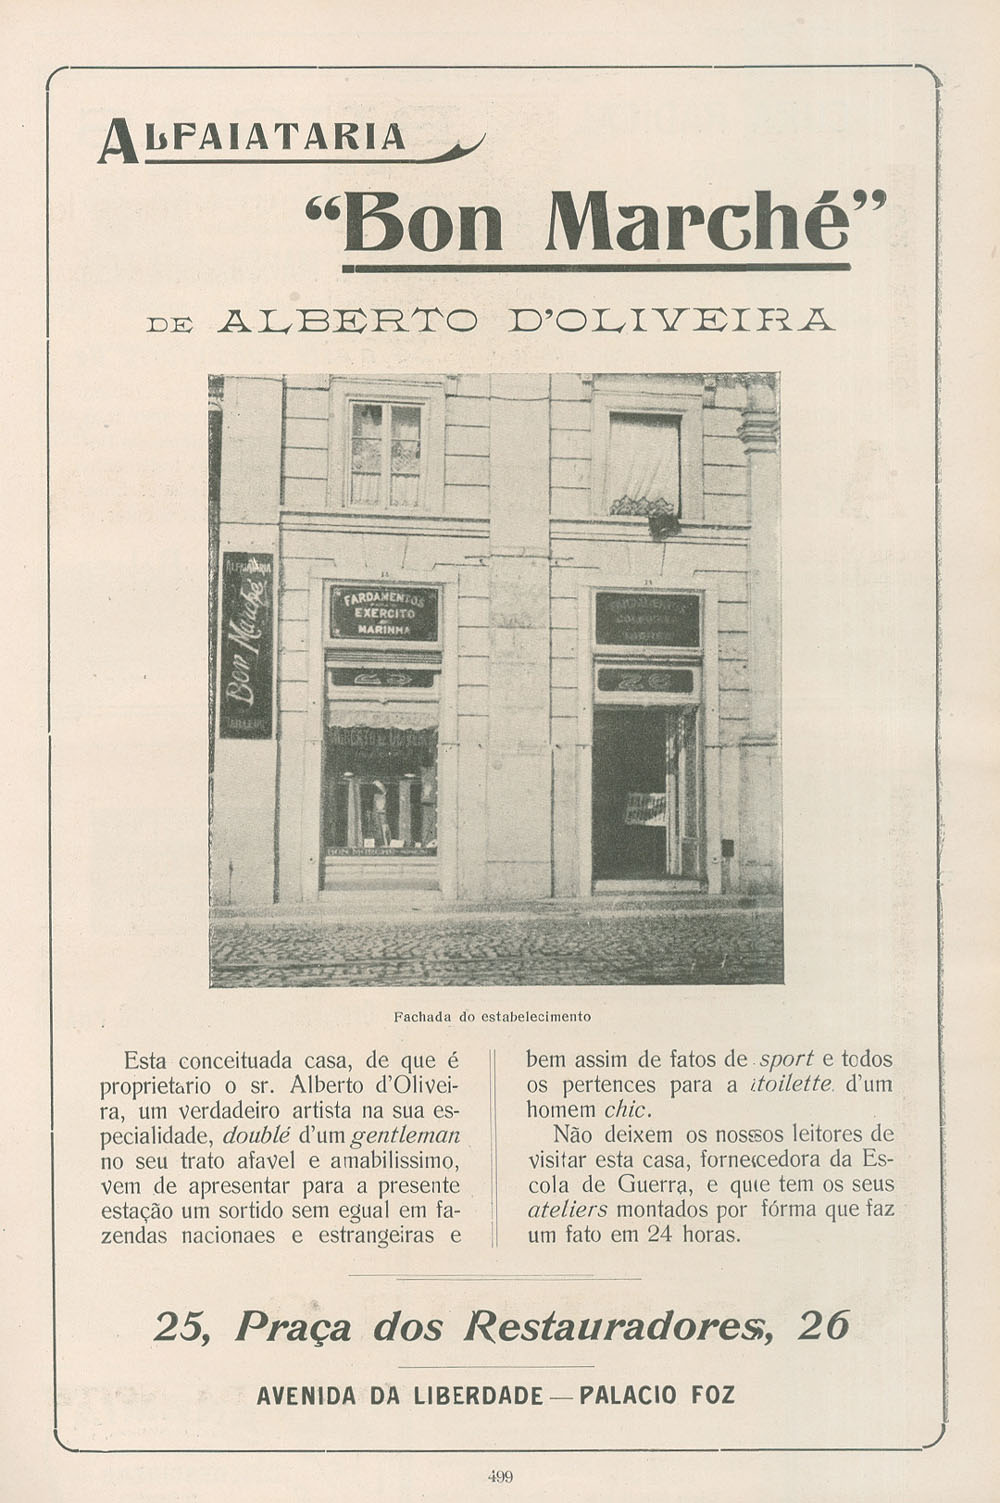 ALFAIATARIA
“Bon Marché”
DE ALBERTO D’OLIVEIRA
ALFAIATARIA
Bon Marché
FARDAMENTOS
EXERCITO
MARINHA
25
26
BON MARCHÉ
Fachada do estabelecimento
Esta conceituada casa, de que é
proprietario o sr. Alberto d’Olivei-
ra, um verdadeiro artista na sua es-
pecialidade, doublé d’um gentleman
no seu trato afavel e amabilissimo,
vem de apresentar para a presente
estação um sortido sem egual em fa-
zendas nacionaes e estrangeiras e
bem assim de fatos de sport e todos
os pertences para a toilette d’um
homem chic.
Não deixem os nossos leitores de
visitar esta casa, fornecedora da Es-
cola de Guerra, e que tem os seus
ateliers montados por fórma que faz
um fato em 24 horas.
25, Praça dos Restauradores, 26
AVENIDA DA LIBERDADE — PALACIO FOZ
499